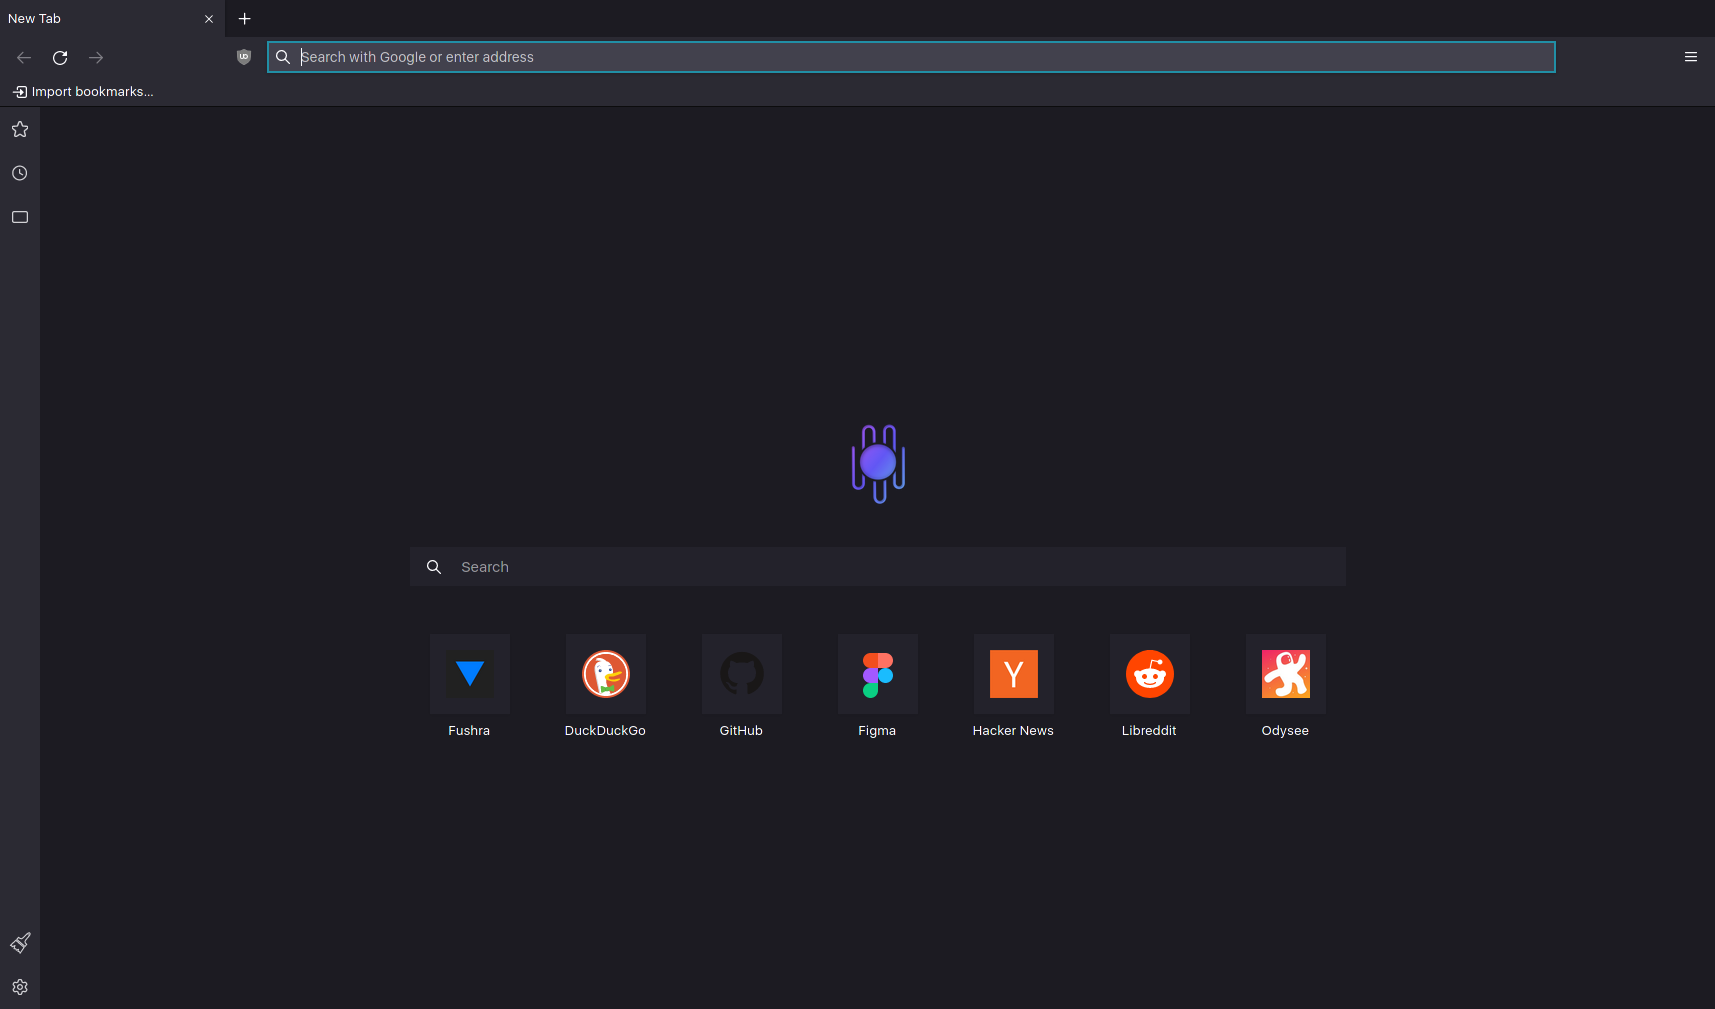 New Tab
Search with Google or enter address
Import bookmarks...
Search
Y
Fushra
DuckDuckGo
GitHub
Figma
Hacker News
Libreddit
Odysee